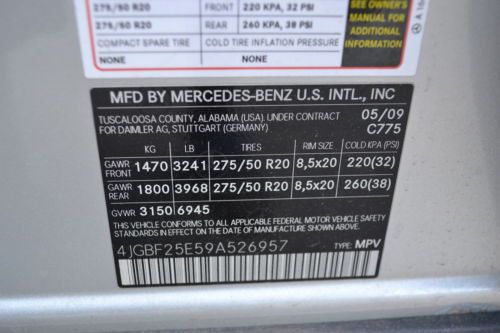 275/50 R20 FRONT 220 KPA, 32 PSI
275/50 R20 REAR 260 KPA, 38 PSI
COMPACT SPARE TIRE COLD TIRE INFLATION PRESSURE
NONE NONE
SEE OWNER'S
MANUAL FOR
ADDITIONAL
INFORMATION
MFD BY MERCEDES-BENZ U.S. INTL., INC
TUSCALOOSA COUNTY, ALABAMA (USA). UNDER CONTRACT 05/09
FOR DAIMLER AG, STUTTGART (GERMANY) C775
KG LB TIRES RIM SIZE COLD KPA (PSI)
GAWR FRONT 1470 3241 275/50 R20 8,5x20 220(32)
GAWR REAR 1800 3968 275/50 R20 8,5x20 260(38)
GVWR 3150 6945
THIS VEHICLE CONFORMS TO ALL APPLICABLE FEDERAL MOTOR VEHICLE SAFETY
STANDARDS IN EFFECT ON THE DATE OF MANUFACTURE SHOWN ABOVE.
4JGBF25E59A526957 TYPE: MPV